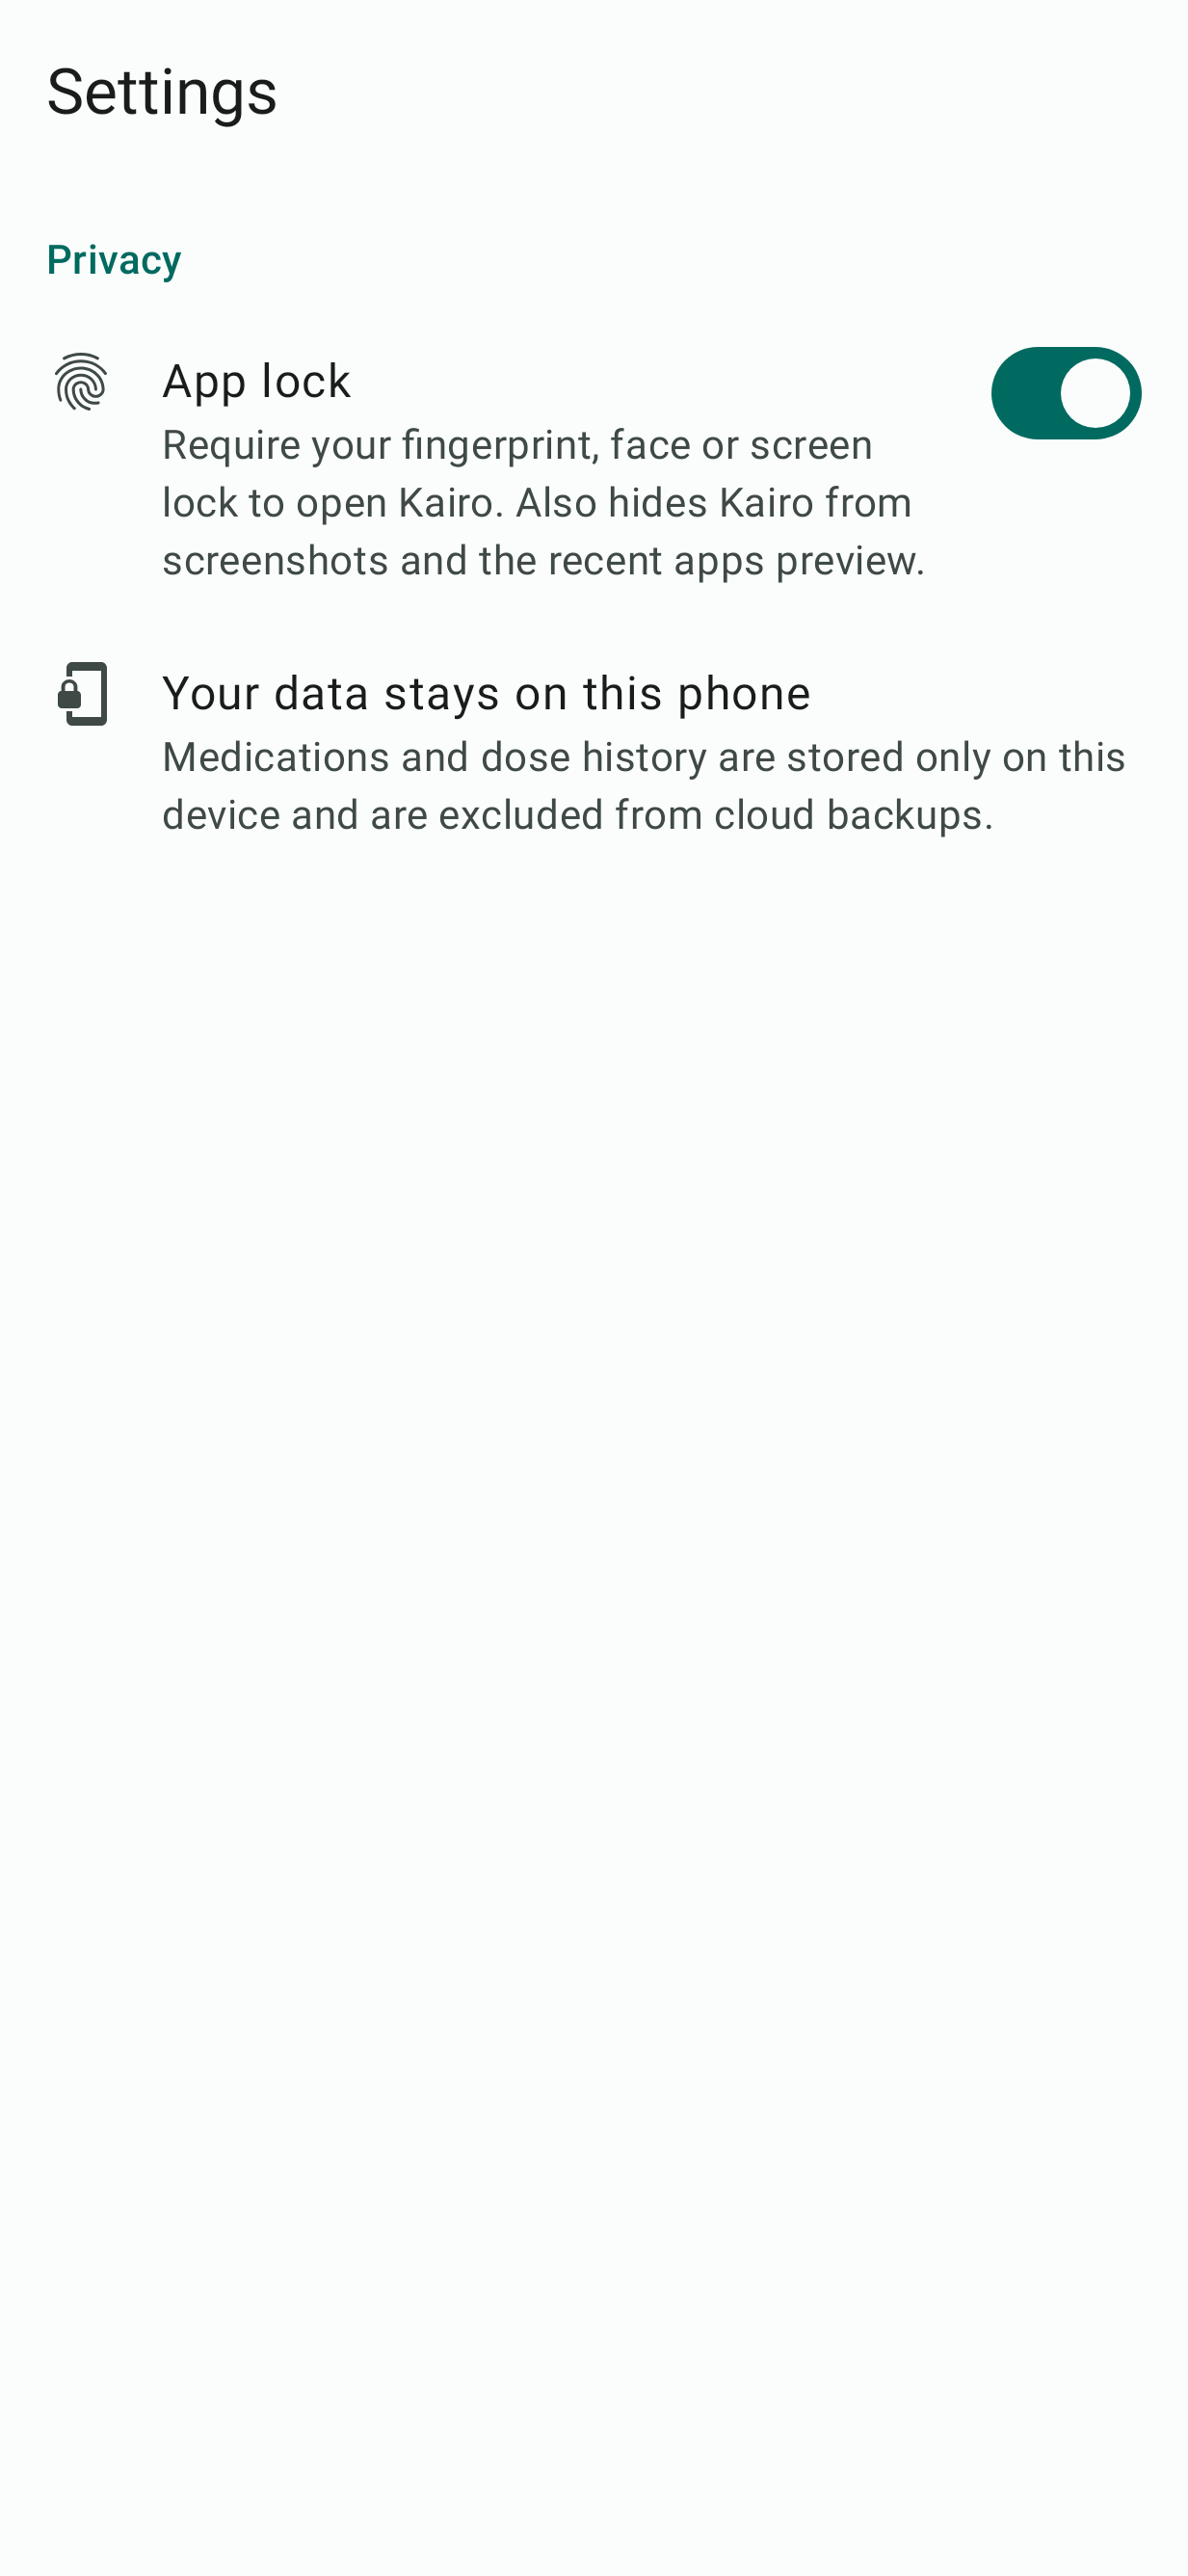 Settings
Privacy
App lock
Require your fingerprint, face or screen
lock to open Kairo. Also hides Kairo from
screenshots and the recent apps preview.
Your data stays on this phone
Medications and dose history are stored only on this
device and are excluded from cloud backups.